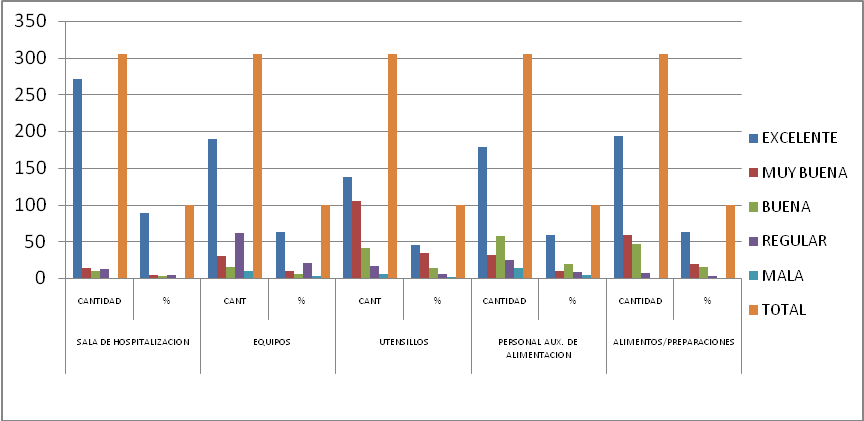 350
300
250
200
150
100
50
0
CANTIDAD % CANT % CANT % CANTIDAD % CANTIDAD %
SALA DE HOSPITALIZACION EQUIPOS UTENSILLOS PERSONAL AUX. DE ALIMENTACION ALIMENTOS/PREPARACIONES
EXCELENTE
MUY BUENA
BUENA
REGULAR
MALA
TOTAL